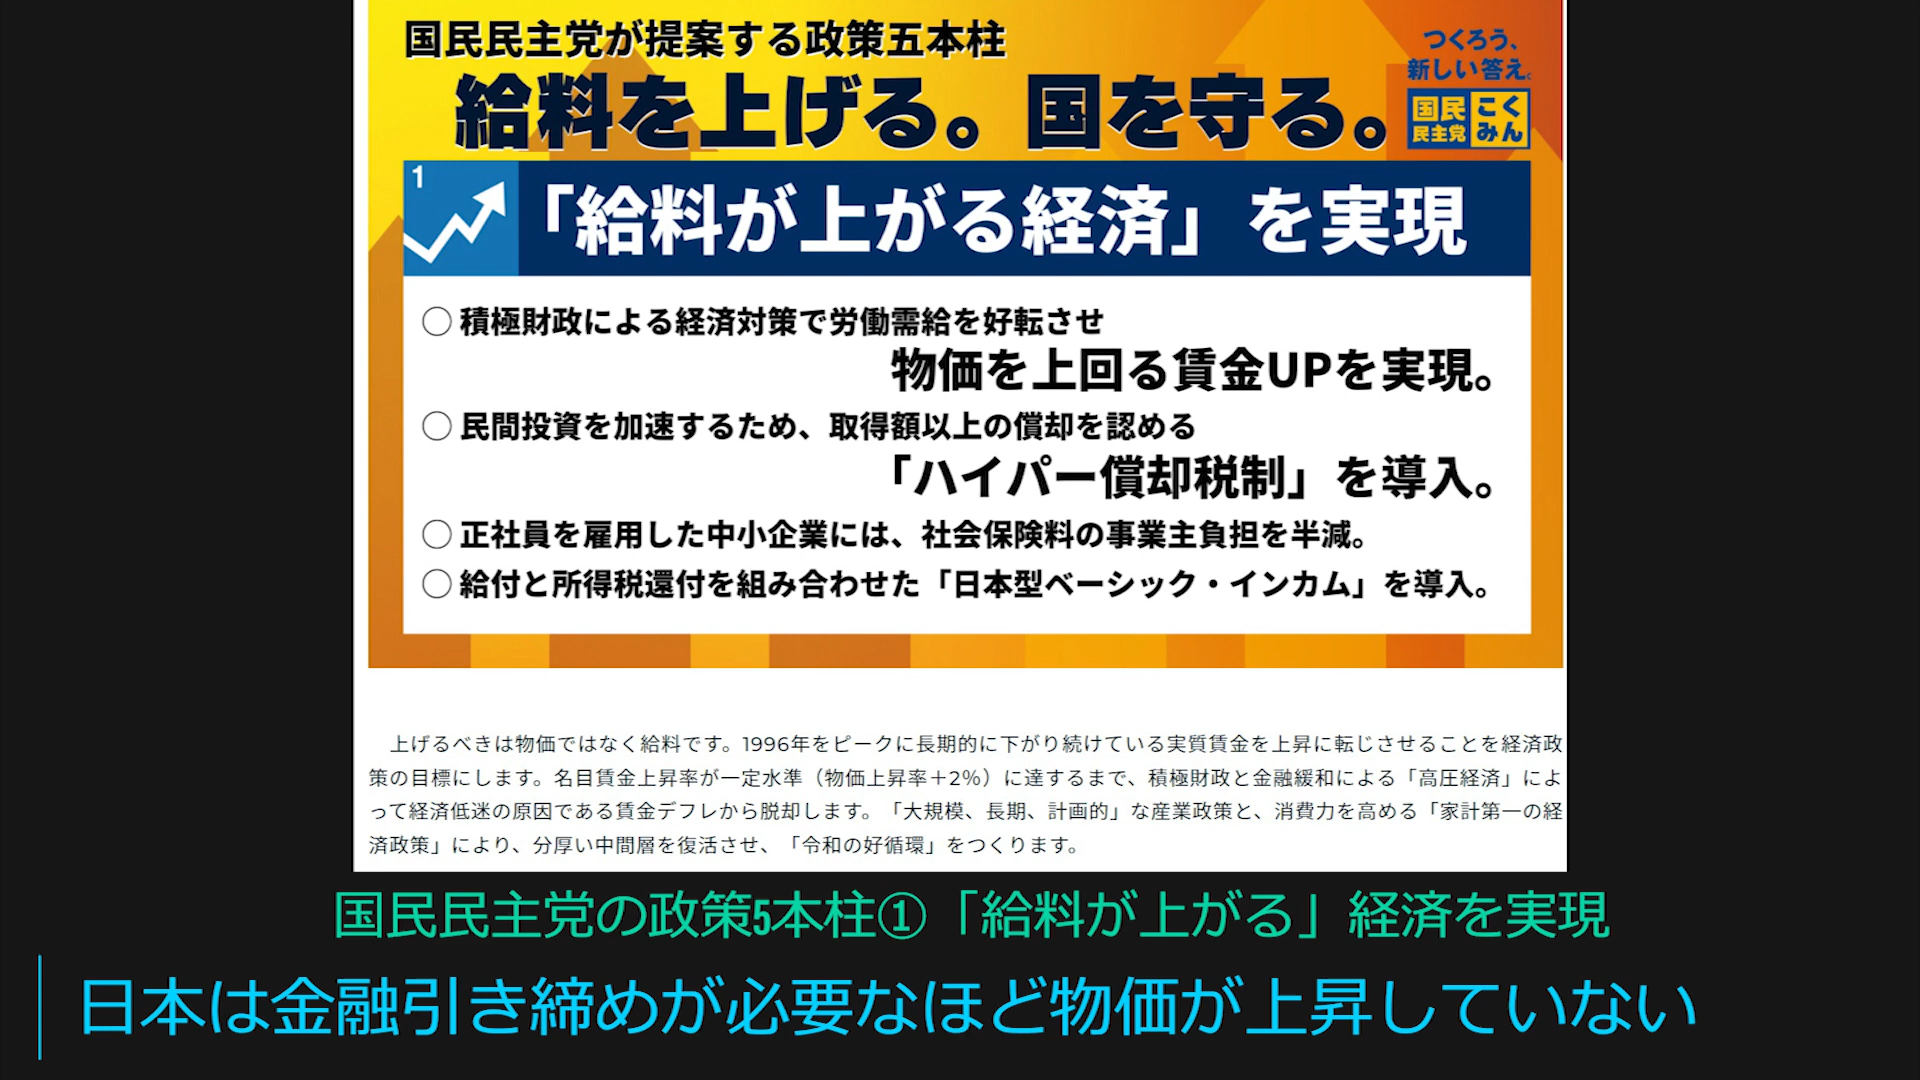 国民民主党が提案する政策五本柱
給料を上げる。国を守る。
つくろう、
新しい答え。
国民
民主党
こく
みん
1
「給料が上がる経済」を実現
○ 積極財政による経済対策で労働需給を好転させ
物価を上回る賃金UPを実現。
○ 民間投資を加速するため、取得額以上の償却を認める
「ハイパー償却税制」を導入。
○ 正社員を雇用した中小企業には、社会保険料の事業主負担を半減。
○ 給付と所得税還付を組み合わせた「日本型ベーシック・インカム」を導入。
上げるべきは物価ではなく給料です。1996年をピークに長期的に下がり続けている実質賃金を上昇に転じさせることを経済政
策の目標にします。名目賃金上昇率が一定水準（物価上昇率＋2%）に達するまで、積極財政と金融緩和による「高圧経済」によ
って経済低迷の原因である賃金デフレから脱却します。「大規模、長期、計画的」な産業政策と、消費力を高める「家計第一の経
済政策」により、分厚い中間層を復活させ、「令和の好循環」をつくります。
国民民主党の政策5本柱①「給料が上がる」経済を実現
日本は金融引き締めが必要なほど物価が上昇していない